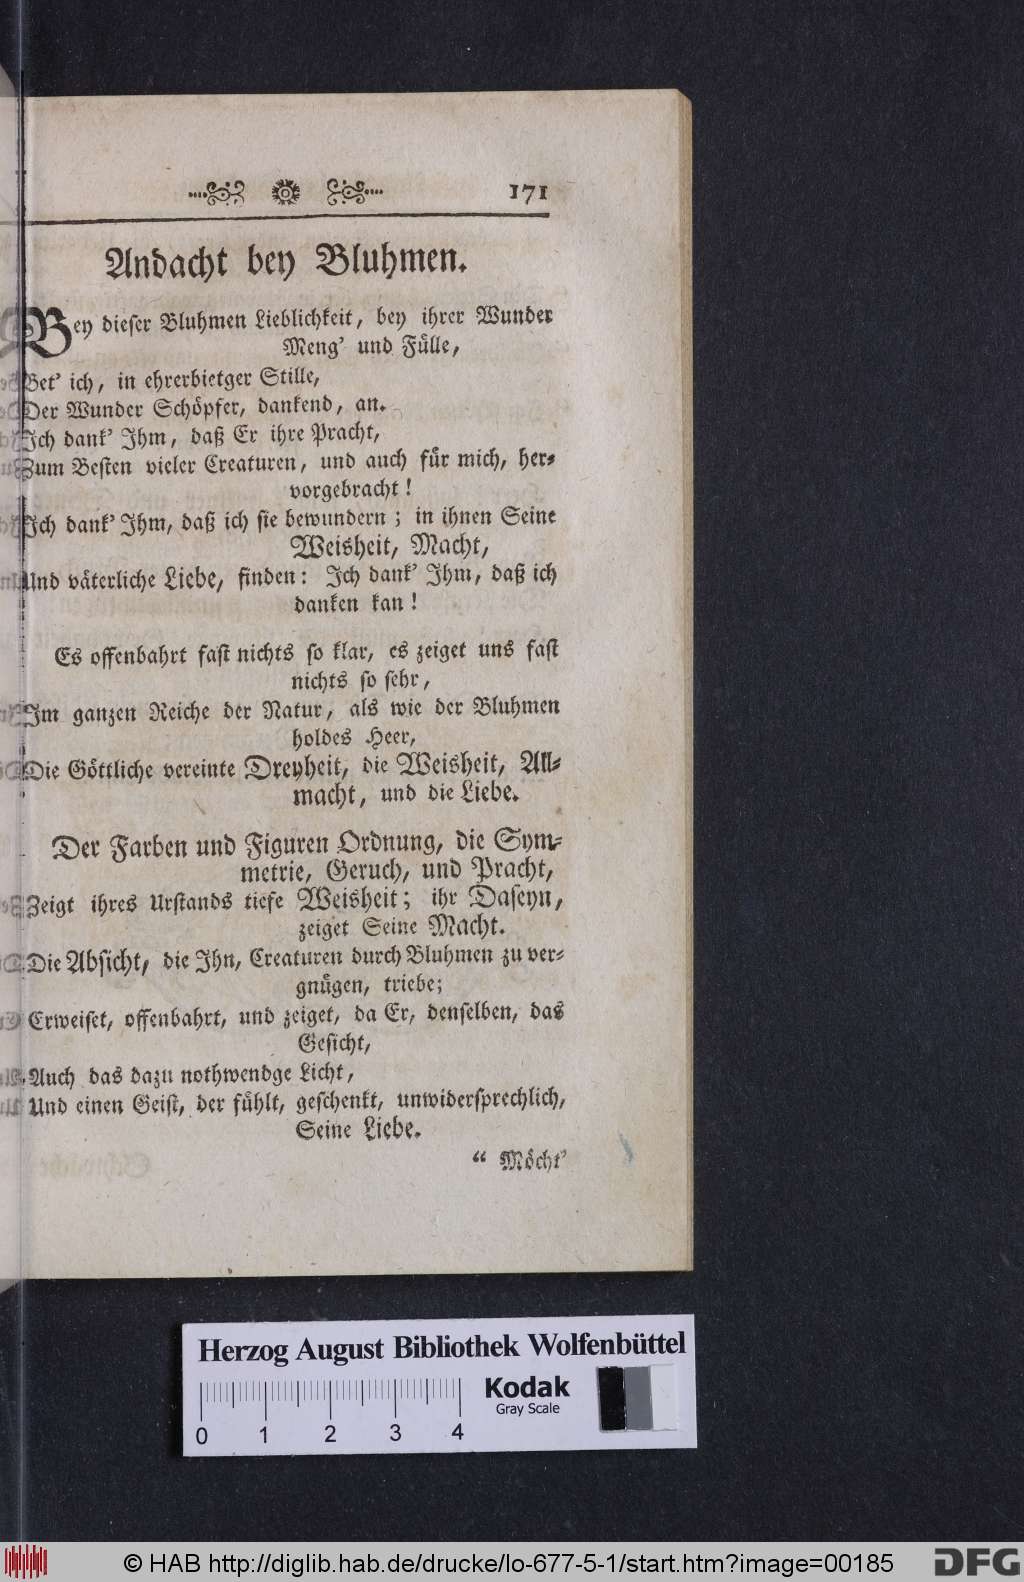 171
Andacht bey Bluhmen.
Bey dieser Bluhmen Lieblichkeit, bey ihrer Wunder
Meng' und Fülle,
Bet' ich, in ehrerbietger Stille,
Der Wunder Schöpfer, dankend, an.
Ich dank' Ihm, daß Er ihre Pracht,
Zum Besten vieler Creaturen, und auch für mich, her-
vorgebracht!
Ich dank' Ihm, daß ich sie bewundern; in ihnen Seine
Weisheit, Macht,
Und väterliche Liebe, finden: Ich dank' Ihm, daß ich
danken kan!
Es offenbahrt fast nichts so klar, es zeiget uns fast
nichts so sehr,
Im ganzen Reiche der Natur, als wie der Bluhmen
holdes Heer,
Die Göttliche vereinte Dreyheit, die Weisheit, All-
macht, und die Liebe.
Der Farben und Figuren Ordnung, die Sym-
metrie, Geruch, und Pracht,
Zeigt ihres Urstands tiefe Weisheit; ihr Daseyn,
zeiget Seine Macht.
Die Absicht, die Ihn, Creaturen durch Bluhmen zu ver-
gnügen, triebe;
Erweiset, offenbahrt, und zeiget, da Er, denselben, das
Gesicht,
Auch das dazu nothwendge Licht,
Und einen Geist, der fühlt, geschenkt, unwidersprechlich,
Seine Liebe.
“ Möcht'
Herzog August Bibliothek Wolfenbüttel
Kodak
Gray Scale
0 1 2 3 4
© HAB http://diglib.hab.de/drucke/lo-677-5-1/start.htm?image=00185
DFG